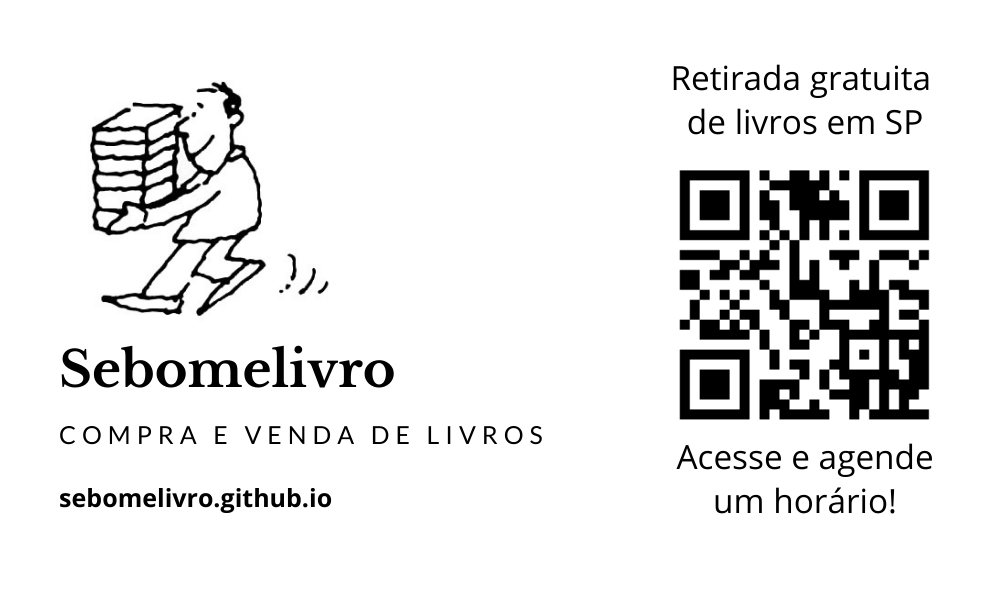 Sebomelivro
COMPRA E VENDA DE LIVROS
sebomelivro.github.io
Retirada gratuita
de livros em SP
Acesse e agende
um horário!